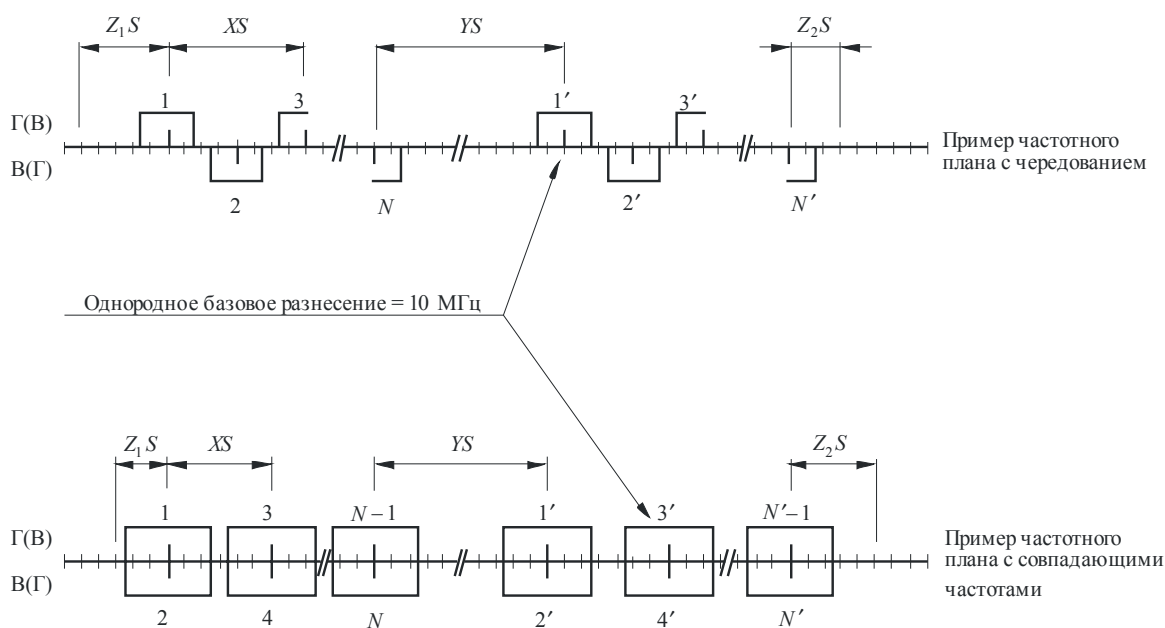 Z₁S XS YS Z₂S
1 3 1′ 3′
Г(В)
В(Г)
2 N 2′ N′
Пример частотного
плана с чередованием
Однородное базовое разнесение = 10 МГц
Z₁S XS YS Z₂S
1 3 N–1 1′ 3′ N′–1
Г(В)
В(Г)
2 4 N 2′ 4′ N′
Пример частотного
плана с совпадающими
частотами